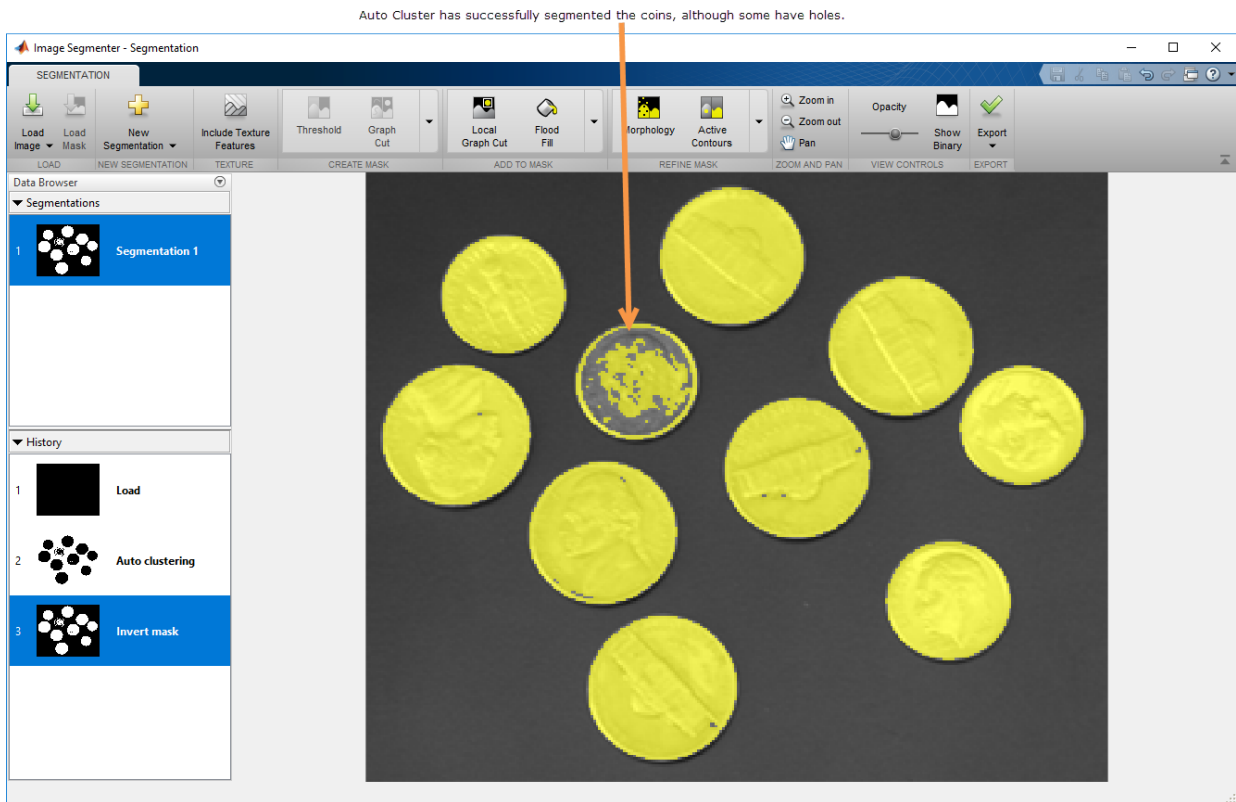 Auto Cluster has successfully segmented the coins, although some have holes.
Image Segmenter - Segmentation
SEGMENTATION
Load Image
Load Mask
New Segmentation
Include Texture Features
Threshold
Graph Cut
Local Graph Cut
Flood Fill
Morphology
Active Contours
Zoom in
Zoom out
Pan
Opacity
Show Binary
Export
LOAD
NEW SEGMENTATION
TEXTURE
CREATE MASK
ADD TO MASK
REFINE MASK
ZOOM AND PAN
VIEW CONTROLS
EXPORT
Data Browser
Segmentations
1 Segmentation 1
History
1 Load
2 Auto clustering
3 Invert mask